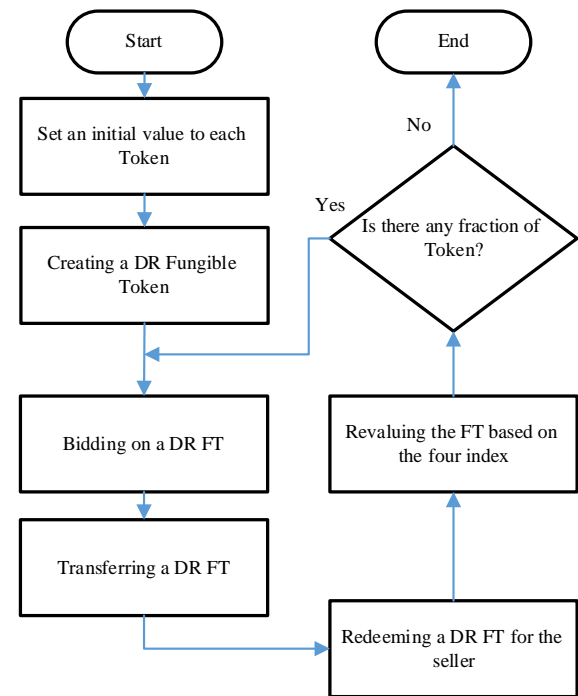 Start
Set an initial value to each
Token
Creating a DR Fungible
Token
Bidding on a DR FT
Transferring a DR FT
Redeeming a DR FT for the
seller
Revaluing the FT based on
the four index
Is there any fraction of
Token?
Yes
No
End